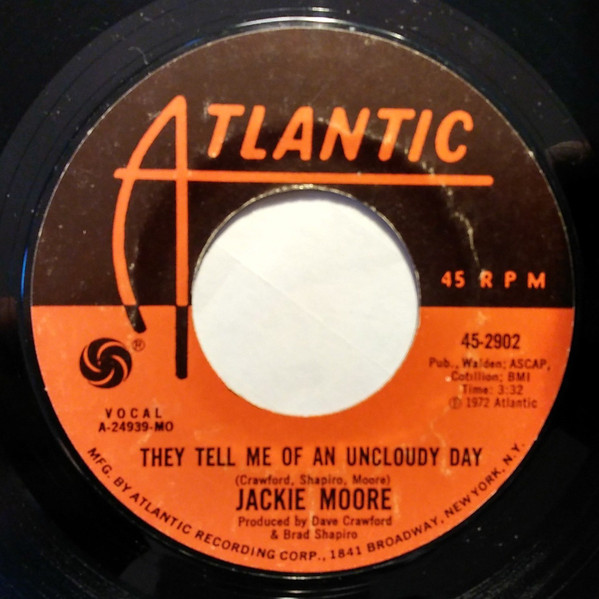 ATLANTIC
45 RPM
45-2902
Pub., Walden; ASCAP,
Cotillion; BMI
Time: 3:32
Ⓟ 1972 Atlantic
®
VOCAL
A-24939-MO
THEY TELL ME OF AN UNCLOUDY DAY
(Crawford, Shapiro, Moore)
JACKIE MOORE
Produced by Dave Crawford
& Brad Shapiro
MFG. BY ATLANTIC RECORDING CORP., 1841 BROADWAY, NEW YORK, N.Y.